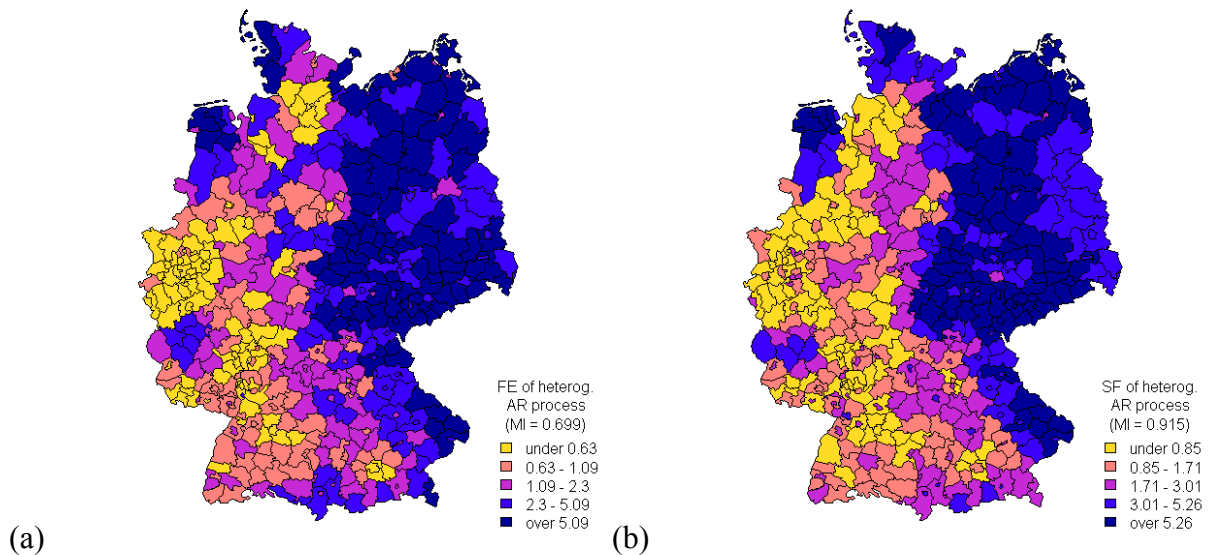 FE of heterog.
AR process
(MI = 0.699)
under 0.63
0.63 - 1.09
1.09 - 2.3
2.3 - 5.09
over 5.09
(a)
SF of heterog.
AR process
(MI = 0.915)
under 0.85
0.85 - 1.71
1.71 - 3.01
3.01 - 5.26
over 5.26
(b)